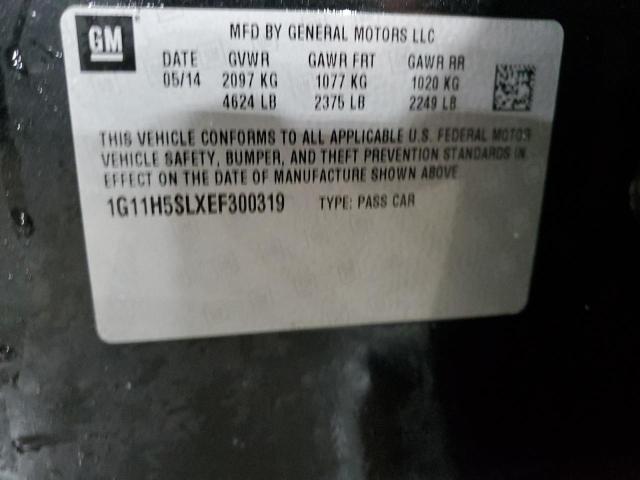 GM
MFD BY GENERAL MOTORS LLC
DATE GVWR GAWR FRT GAWR RR
05/14 2097 KG 1077 KG 1020 KG
4624 LB 2375 LB 2249 LB
THIS VEHICLE CONFORMS TO ALL APPLICABLE U.S. FEDERAL MOTOR
VEHICLE SAFETY, BUMPER, AND THEFT PREVENTION STANDARDS IN
EFFECT ON THE DATE OF MANUFACTURE SHOWN ABOVE
1G11H5SLXEF300319 TYPE: PASS CAR